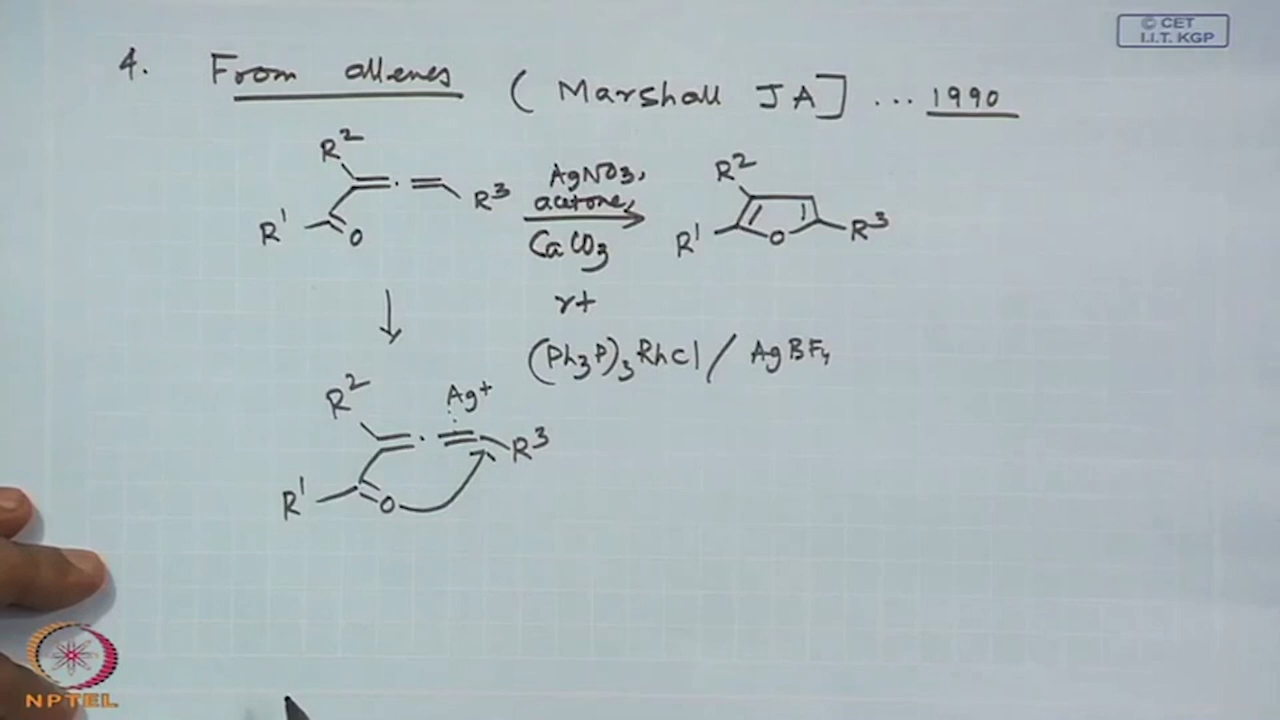 © CET
I.I.T. KGP
4. From allenes (Marshall JA] ... 1990
R² R² 
R¹ O R³ AgNO3, acetone, CaCO3 R¹ O R³
rt
(Ph3P)3RhCl / AgBF4
R² Ag+
R³
R¹ O
NPTEL